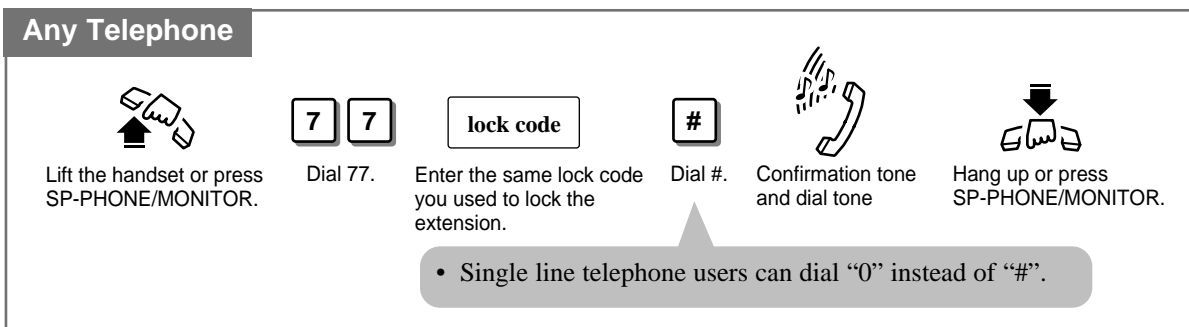 Any Telephone
7 7
lock code
#
Lift the handset or press
SP-PHONE/MONITOR.
Dial 77.
Enter the same lock code
you used to lock the
extension.
Dial #.
Confirmation tone
and dial tone
Hang up or press
SP-PHONE/MONITOR.
• Single line telephone users can dial “0” instead of “#”.